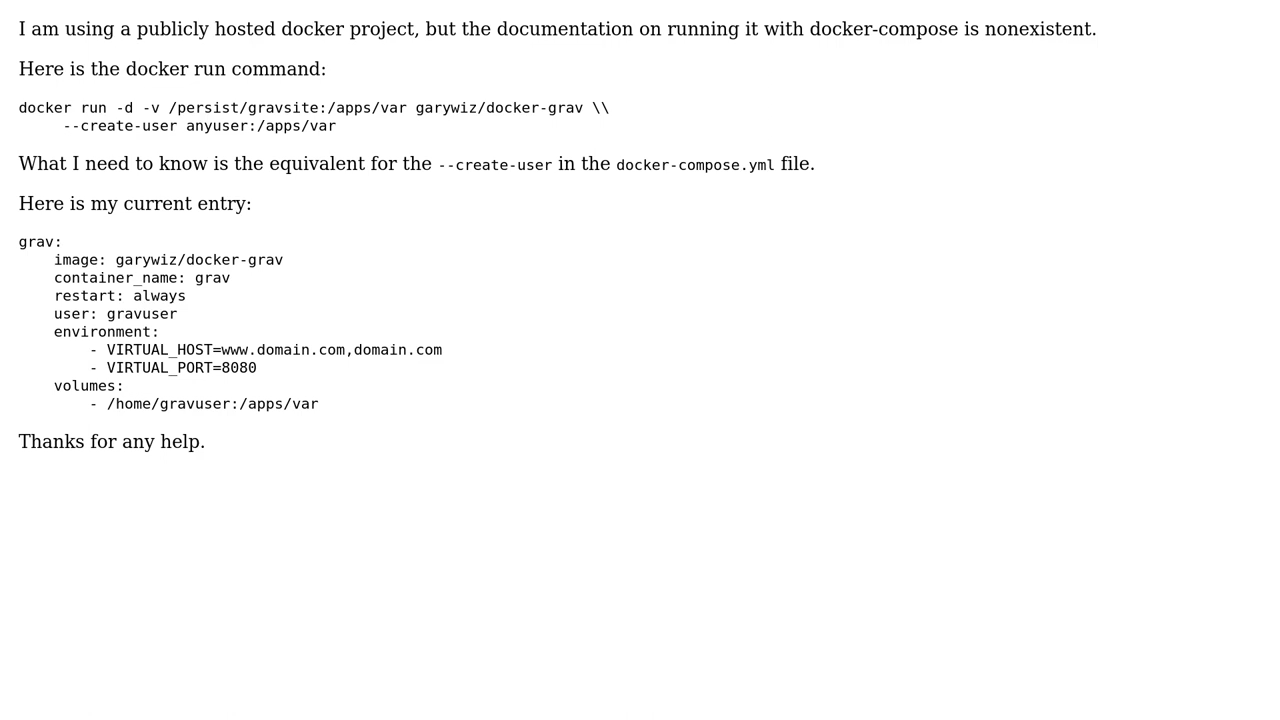 I am using a publicly hosted docker project, but the documentation on running it with docker-compose is nonexistent.
Here is the docker run command:
docker run -d -v /persist/gravsite:/apps/var garywiz/docker-grav \\
     --create-user anyuser:/apps/var
What I need to know is the equivalent for the --create-user in the docker-compose.yml file.
Here is my current entry:
grav:
    image: garywiz/docker-grav
    container_name: grav
    restart: always
    user: gravuser
    environment:
        - VIRTUAL_HOST=www.domain.com,domain.com
        - VIRTUAL_PORT=8080
    volumes:
        - /home/gravuser:/apps/var
Thanks for any help.